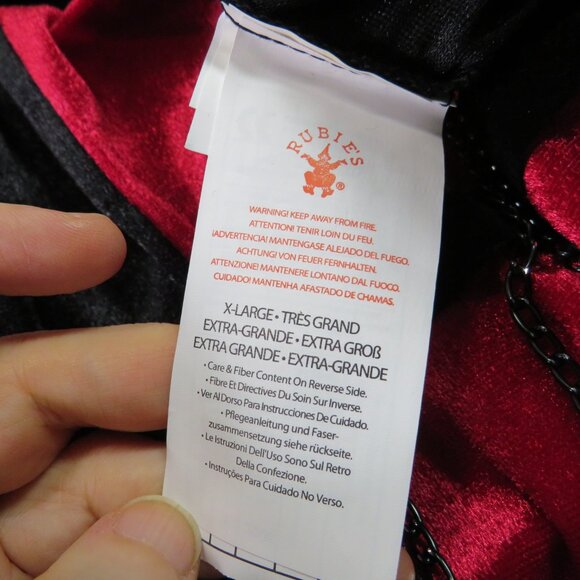 RUBIE'S
®
WARNING! KEEP AWAY FROM FIRE.
ATTENTION! TENIR LOIN DU FEU.
¡ADVERTENCIA! MANTENGASE ALEJADO DEL FUEGO.
ACHTUNG! VON FEUER FERNHALTEN.
ATTENZIONE! MANTENERE LONTANO DAL FUOCO.
CUIDADO! MANTENHA AFASTADO DE CHAMAS.
X-LARGE • TRÈS GRAND
EXTRA-GRANDE • EXTRA GROß
EXTRA GRANDE • EXTRA-GRANDE
• Care & Fiber Content On Reverse Side.
• Fibre Et Directives Du Soin Sur Inverse.
• Ver Al Dorso Para Instrucciones De Cuidado.
• Pflegeanleitung und Faser-
zusammensetzung siehe rückseite.
• Le Istruzioni Dell'Uso Sono Sul Retro
Della Confezione.
• Instruções Para Cuidado No Verso.